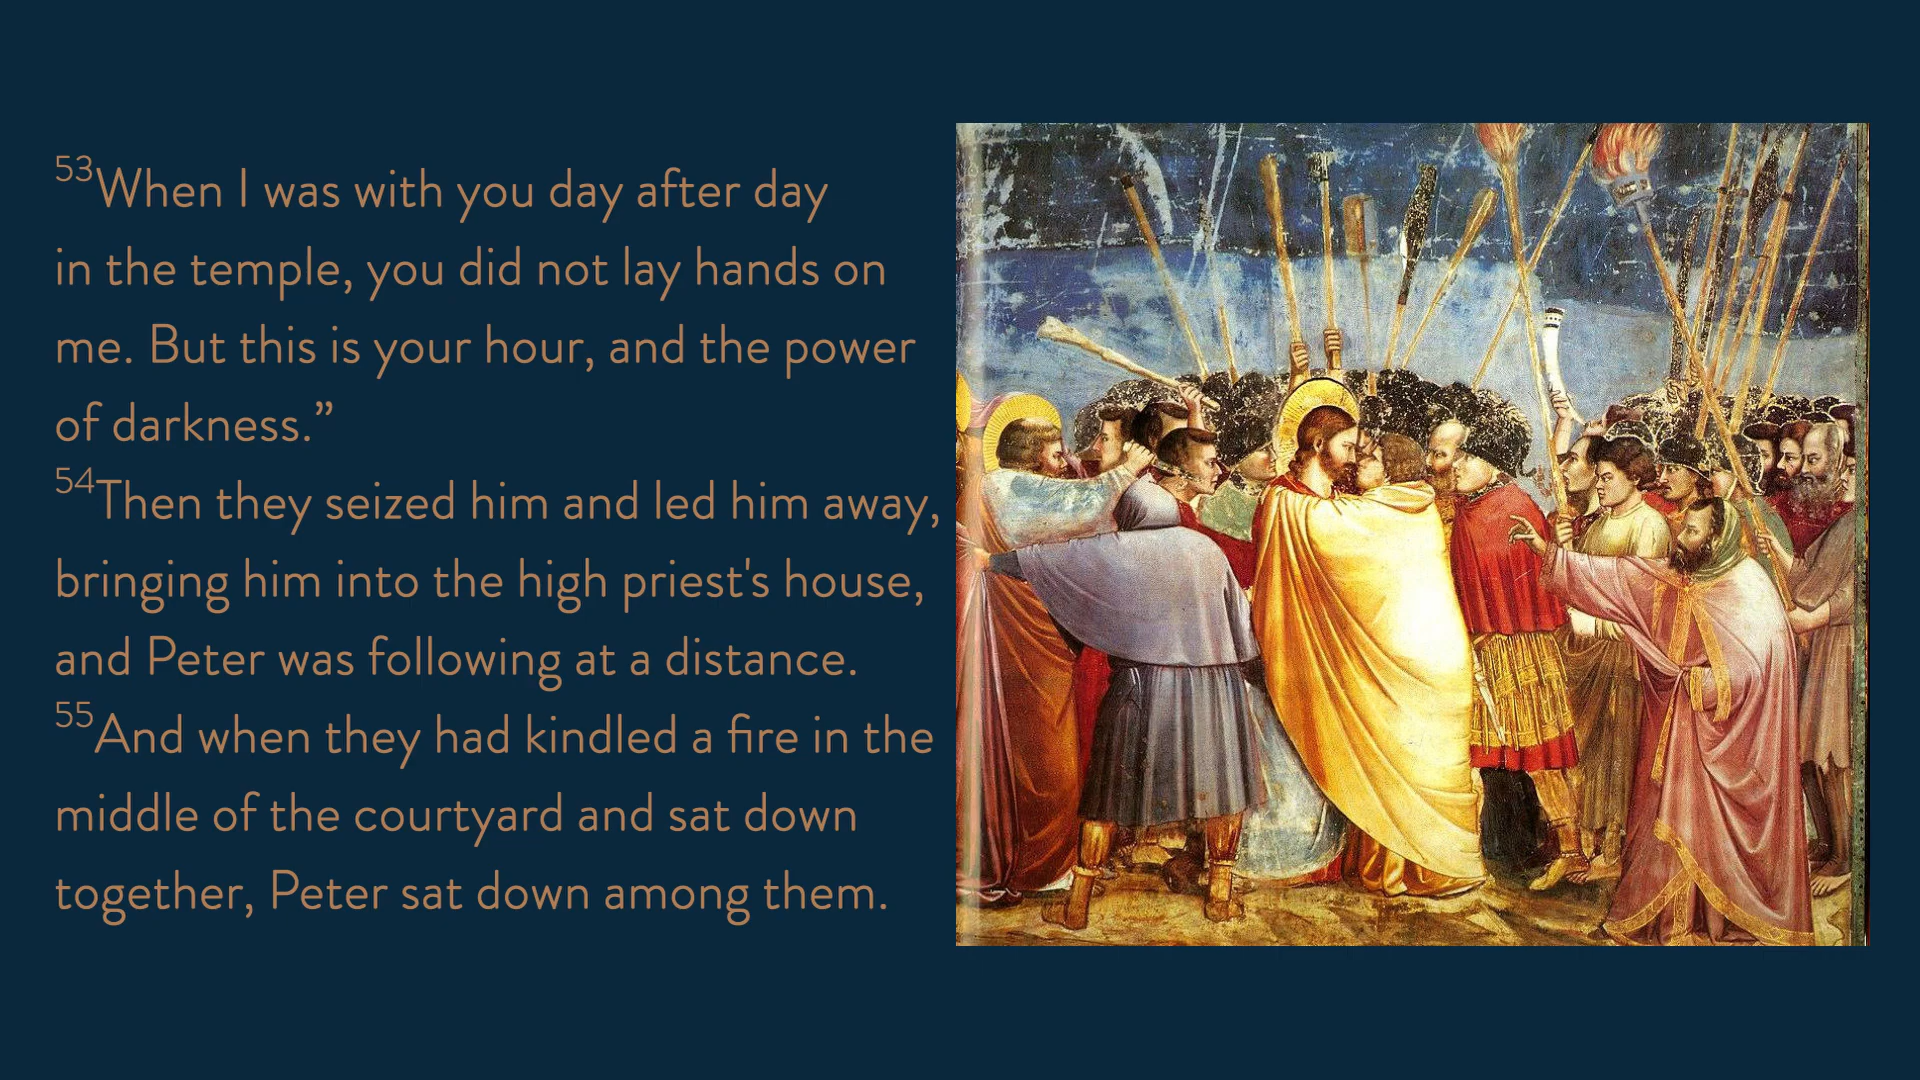 53When I was with you day after day
in the temple, you did not lay hands on
me. But this is your hour, and the power
of darkness.”
54Then they seized him and led him away,
bringing him into the high priest's house,
and Peter was following at a distance.
55And when they had kindled a fire in the
middle of the courtyard and sat down
together, Peter sat down among them.